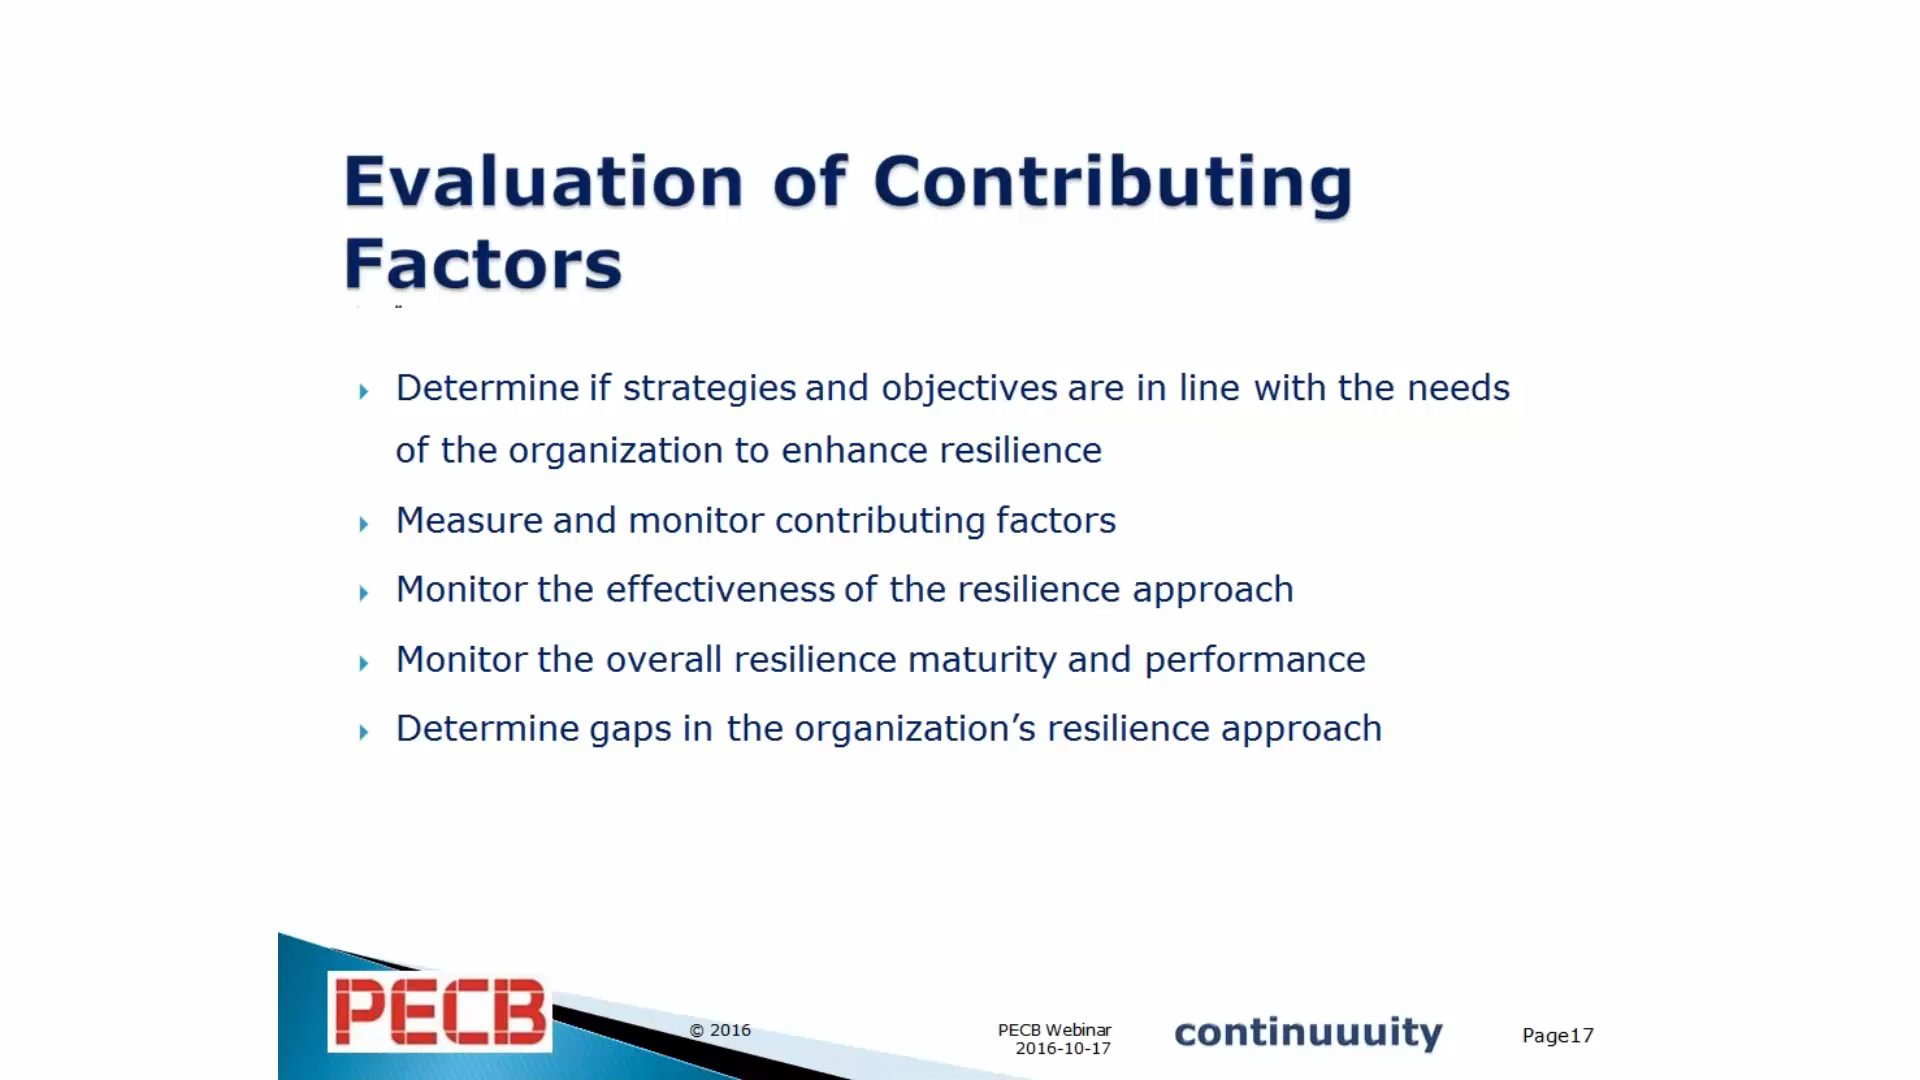 Evaluation of Contributing
Factors
Determine if strategies and objectives are in line with the needs
of the organization to enhance resilience
Measure and monitor contributing factors
Monitor the effectiveness of the resilience approach
Monitor the overall resilience maturity and performance
Determine gaps in the organization’s resilience approach
PECB
© 2016
PECB Webinar
2016-10-17
continuuuity
Page17